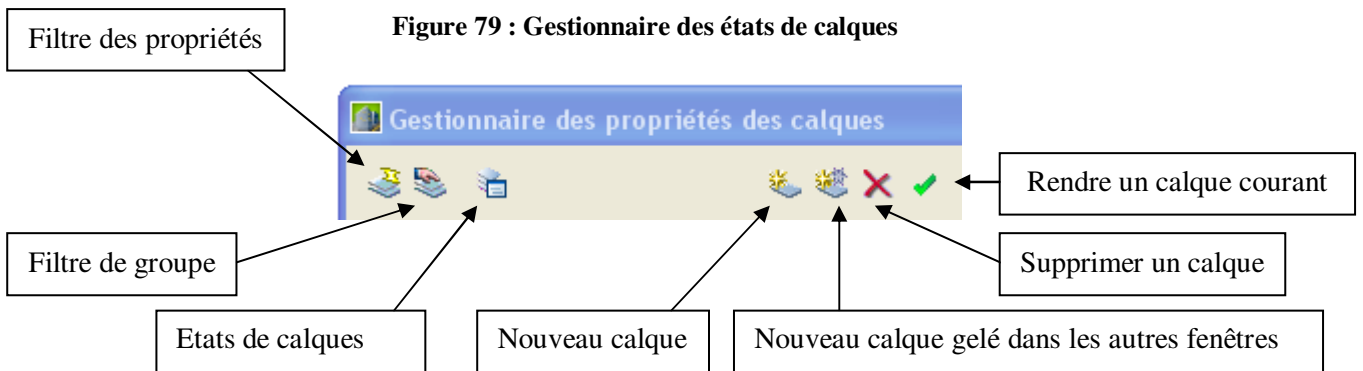 Figure 79 : Gestionnaire des états de calques
Filtre des propriétés
Gestionnaire des propriétés des calques
Rendre un calque courant
Filtre de groupe
Supprimer un calque
Etats de calques
Nouveau calque
Nouveau calque gelé dans les autres fenêtres